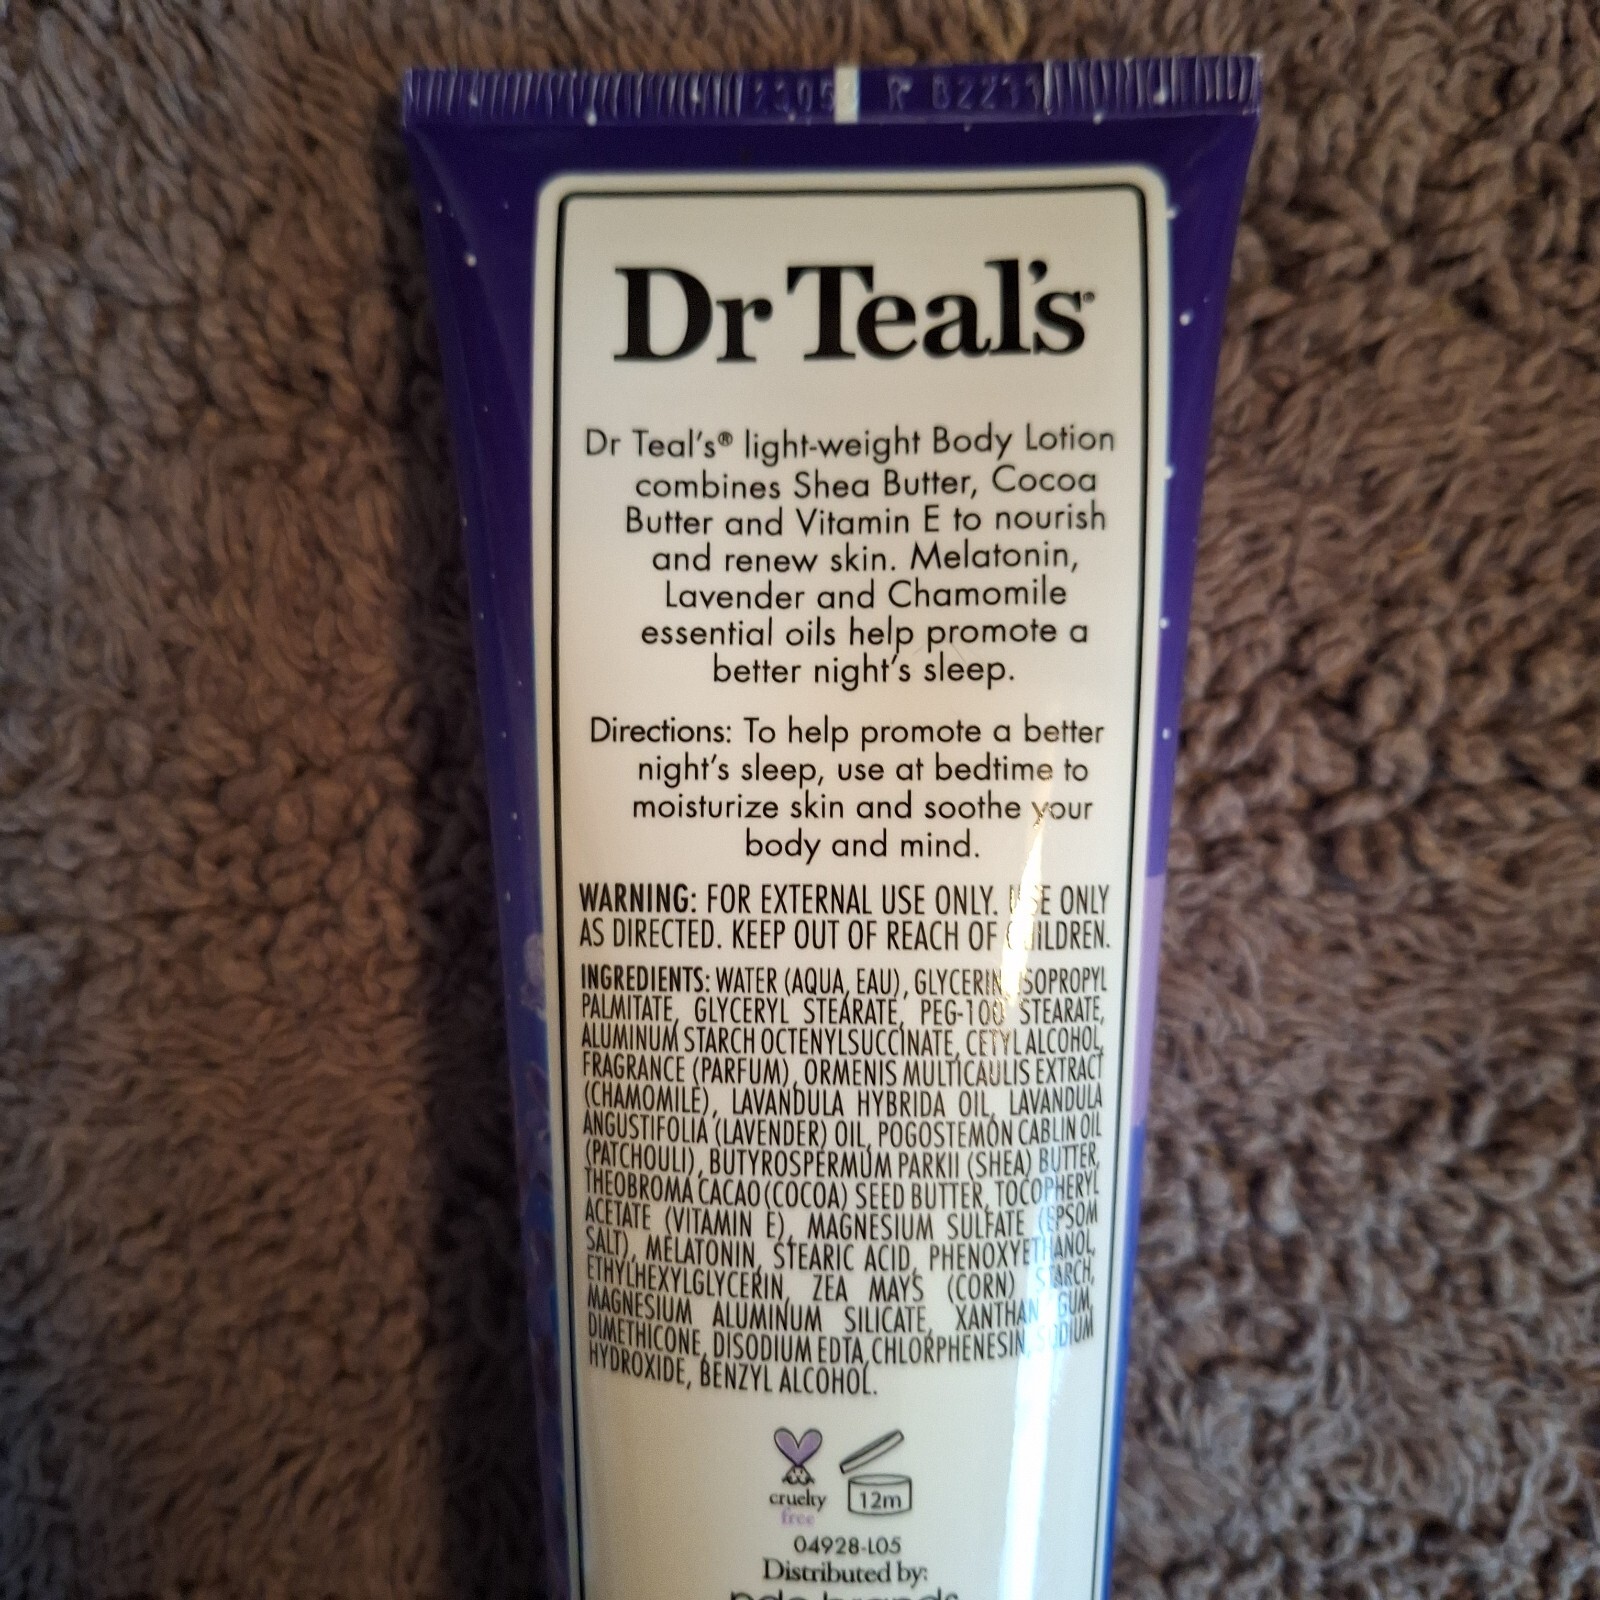 R 82233
Dr Teal's®
Dr Teal's® light-weight Body Lotion
combines Shea Butter, Cocoa
Butter and Vitamin E to nourish
and renew skin. Melatonin,
Lavender and Chamomile
essential oils help promote a
better night's sleep.
Directions: To help promote a better
night's sleep, use at bedtime to
moisturize skin and soothe your
body and mind.
WARNING: FOR EXTERNAL USE ONLY. USE ONLY
AS DIRECTED. KEEP OUT OF REACH OF CHILDREN.
INGREDIENTS: WATER (AQUA, EAU), GLYCERIN, ISOPROPYL
PALMITATE, GLYCERYL STEARATE, PEG-100 STEARATE,
ALUMINUM STARCH OCTENYLSUCCINATE, CETYL ALCOHOL,
FRAGRANCE (PARFUM), ORMENIS MULTICAULIS EXTRACT
(CHAMOMILE), LAVANDULA HYBRIDA OIL, LAVANDULA
ANGUSTIFOLIA (LAVENDER) OIL, POGOSTEMON CABLIN OIL
(PATCHOULI), BUTYROSPERMUM PARKII (SHEA) BUTTER,
THEOBROMA CACAO (COCOA) SEED BUTTER, TOCOPHERYL
ACETATE (VITAMIN E), MAGNESIUM SULFATE (EPSOM
SALT), MELATONIN, STEARIC ACID, PHENOXYETHANOL,
ETHYLHEXYLGLYCERIN, ZEA MAYS (CORN) STARCH,
MAGNESIUM ALUMINUM SILICATE, XANTHAN GUM,
DIMETHICONE, DISODIUM EDTA, CHLORPHENESIN, SODIUM
HYDROXIDE, BENZYL ALCOHOL.
cruelty
free
12m
04928-L05
Distributed by: